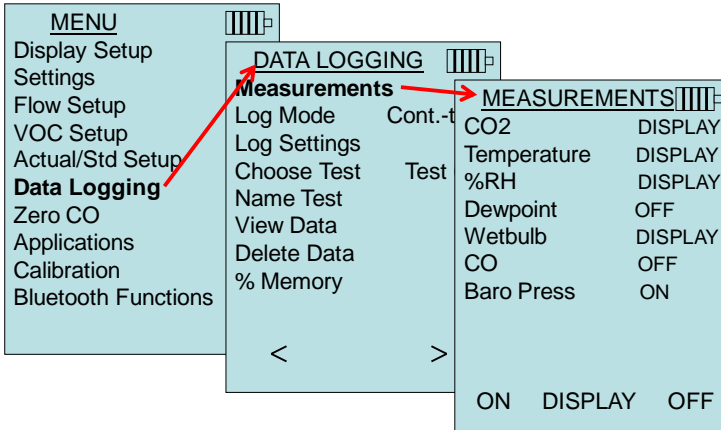 MENU
Display Setup
Settings
Flow Setup
VOC Setup
Actual/Std Setup
Data Logging
Zero CO
Applications
Calibration
Bluetooth Functions
DATA LOGGING
Measurements
Log Mode Cont.-t
Log Settings
Choose Test Test
Name Test
View Data
Delete Data
% Memory
< >
MEASUREMENTS
CO2 DISPLAY
Temperature DISPLAY
%RH DISPLAY
Dewpoint OFF
Wetbulb DISPLAY
CO OFF
Baro Press ON
ON DISPLAY OFF